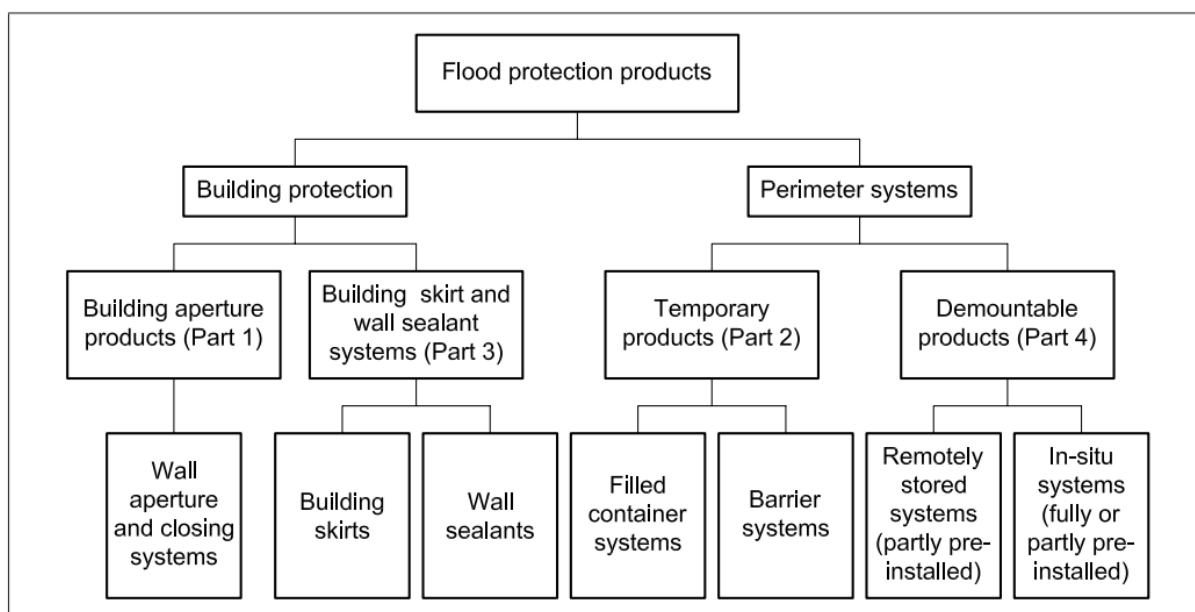 Flood protection products
Building protection
Perimeter systems
Building aperture
products (Part 1)
Building skirt and
wall sealant
systems (Part 3)
Temporary
products (Part 2)
Demountable
products (Part 4)
Wall
aperture
and closing
systems
Building
skirts
Wall
sealants
Filled
container
systems
Barrier
systems
Remotely
stored
systems
(partly pre-
installed)
In-situ
systems
(fully or
partly pre-
installed)